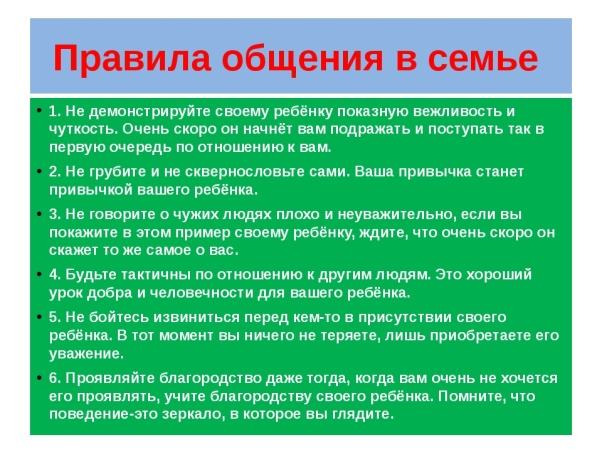 Правила общения в семье
• 1. Не демонстрируйте своему ребёнку показную вежливость и
чуткость. Очень скоро он начнёт вам подражать и поступать так в
первую очередь по отношению к вам.
• 2. Не грубите и не сквернословьте сами. Ваша привычка станет
привычкой вашего ребёнка.
• 3. Не говорите о чужих людях плохо и неуважительно, если вы
покажите в этом пример своему ребёнку, ждите, что очень скоро он
скажет то же самое о вас.
• 4. Будьте тактичны по отношению к другим людям. Это хороший
урок добра и человечности для вашего ребёнка.
• 5. Не бойтесь извиниться перед кем-то в присутствии своего
ребёнка. В тот момент вы ничего не теряете, лишь приобретаете его
уважение.
• 6. Проявляйте благородство даже тогда, когда вам очень не хочется
его проявлять, учите благородству своего ребёнка. Помните, что
поведение-это зеркало, в которое вы глядите.